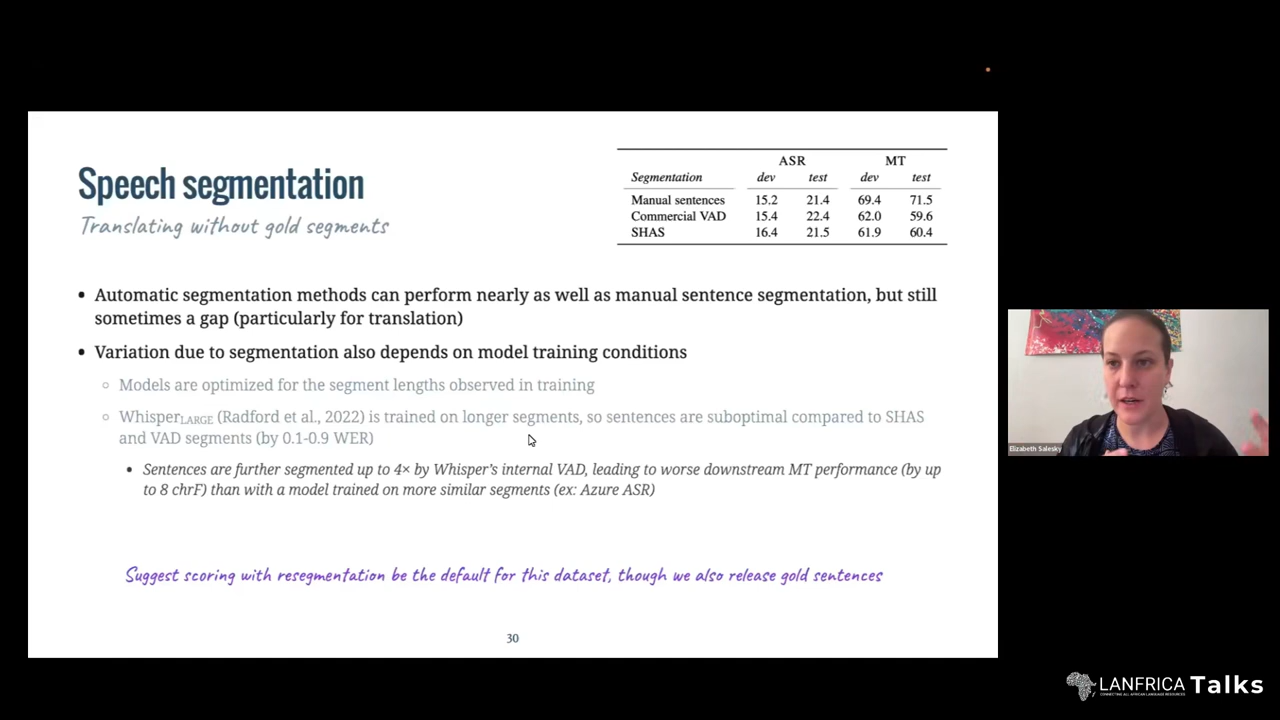 Speech segmentation
Translating without gold segments
ASR MT
Segmentation dev test dev test
Manual sentences 15.2 21.4 69.4 71.5
Commercial VAD 15.4 22.4 62.0 59.6
SHAS 16.4 21.5 61.9 60.4
• Automatic segmentation methods can perform nearly as well as manual sentence segmentation, but still
sometimes a gap (particularly for translation)
• Variation due to segmentation also depends on model training conditions
○ Models are optimized for the segment lengths observed in training
○ WhisperLARGE (Radford et al., 2022) is trained on longer segments, so sentences are suboptimal compared to SHAS
and VAD segments (by 0.1-0.9 WER)
• Sentences are further segmented up to 4× by Whisper's internal VAD, leading to worse downstream MT performance (by up
to 8 chrF) than with a model trained on more similar segments (ex: Azure ASR)
Suggest scoring with resegmentation be the default for this dataset, though we also release gold sentences
30
Elizabeth Salesky
LANFRICA Talks
CONNECTING ALL AFRICAN LANGUAGE RESOURCES